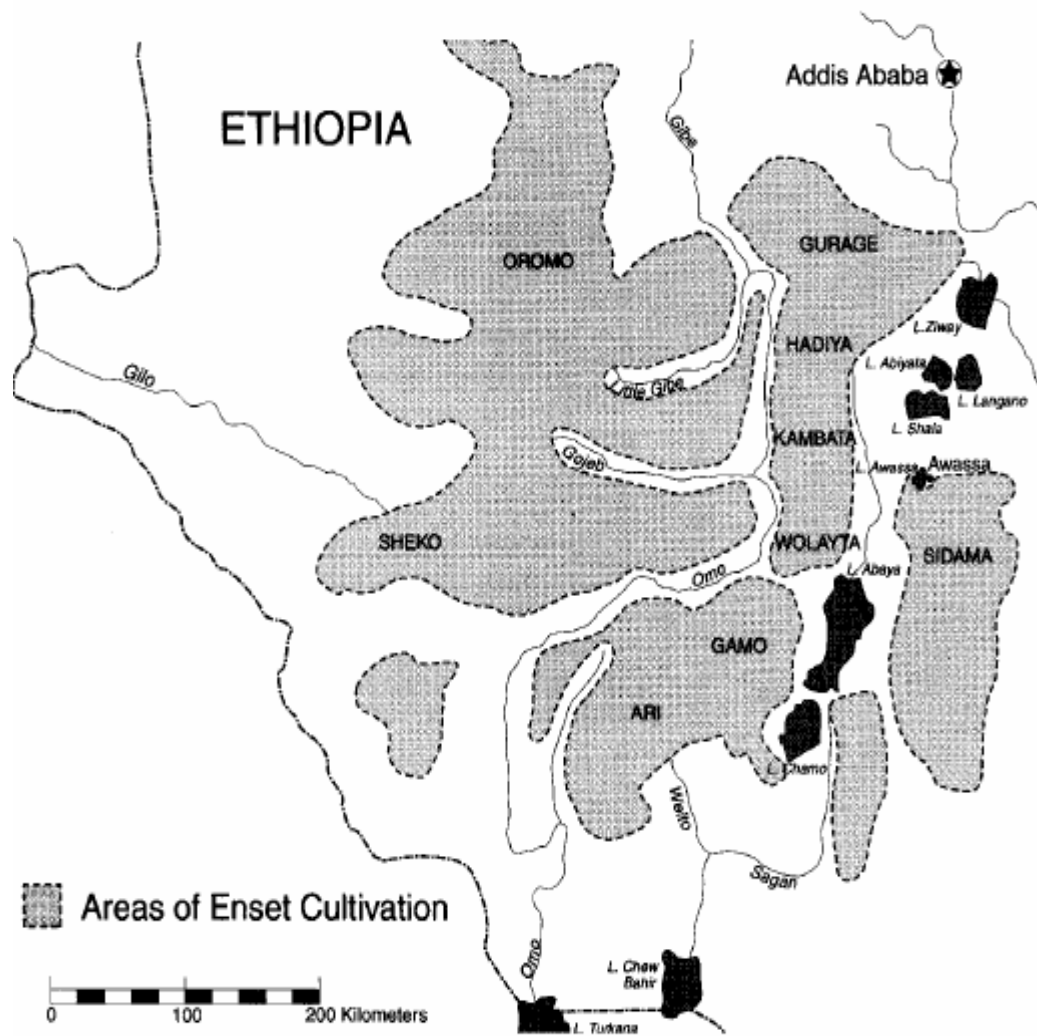 Addis Ababa
ETHIOPIA
Gibe
GURAGE
OROMO
L.Ziway
HADIYA
L. Abiyata
Gilo
Little Gibe
L. Langano
L. Shala
KAMBATA
Gojeb
L. Awassa
Awassa
SHEKO
WOLAYTA
SIDAMA
Omo
L. Abaya
GAMO
ARI
L. Chamo
Weito
Sagan
Areas of Enset Cultivation
Omo
L. Chew
Bahir
0 100 200 Kilometers
L. Turkana